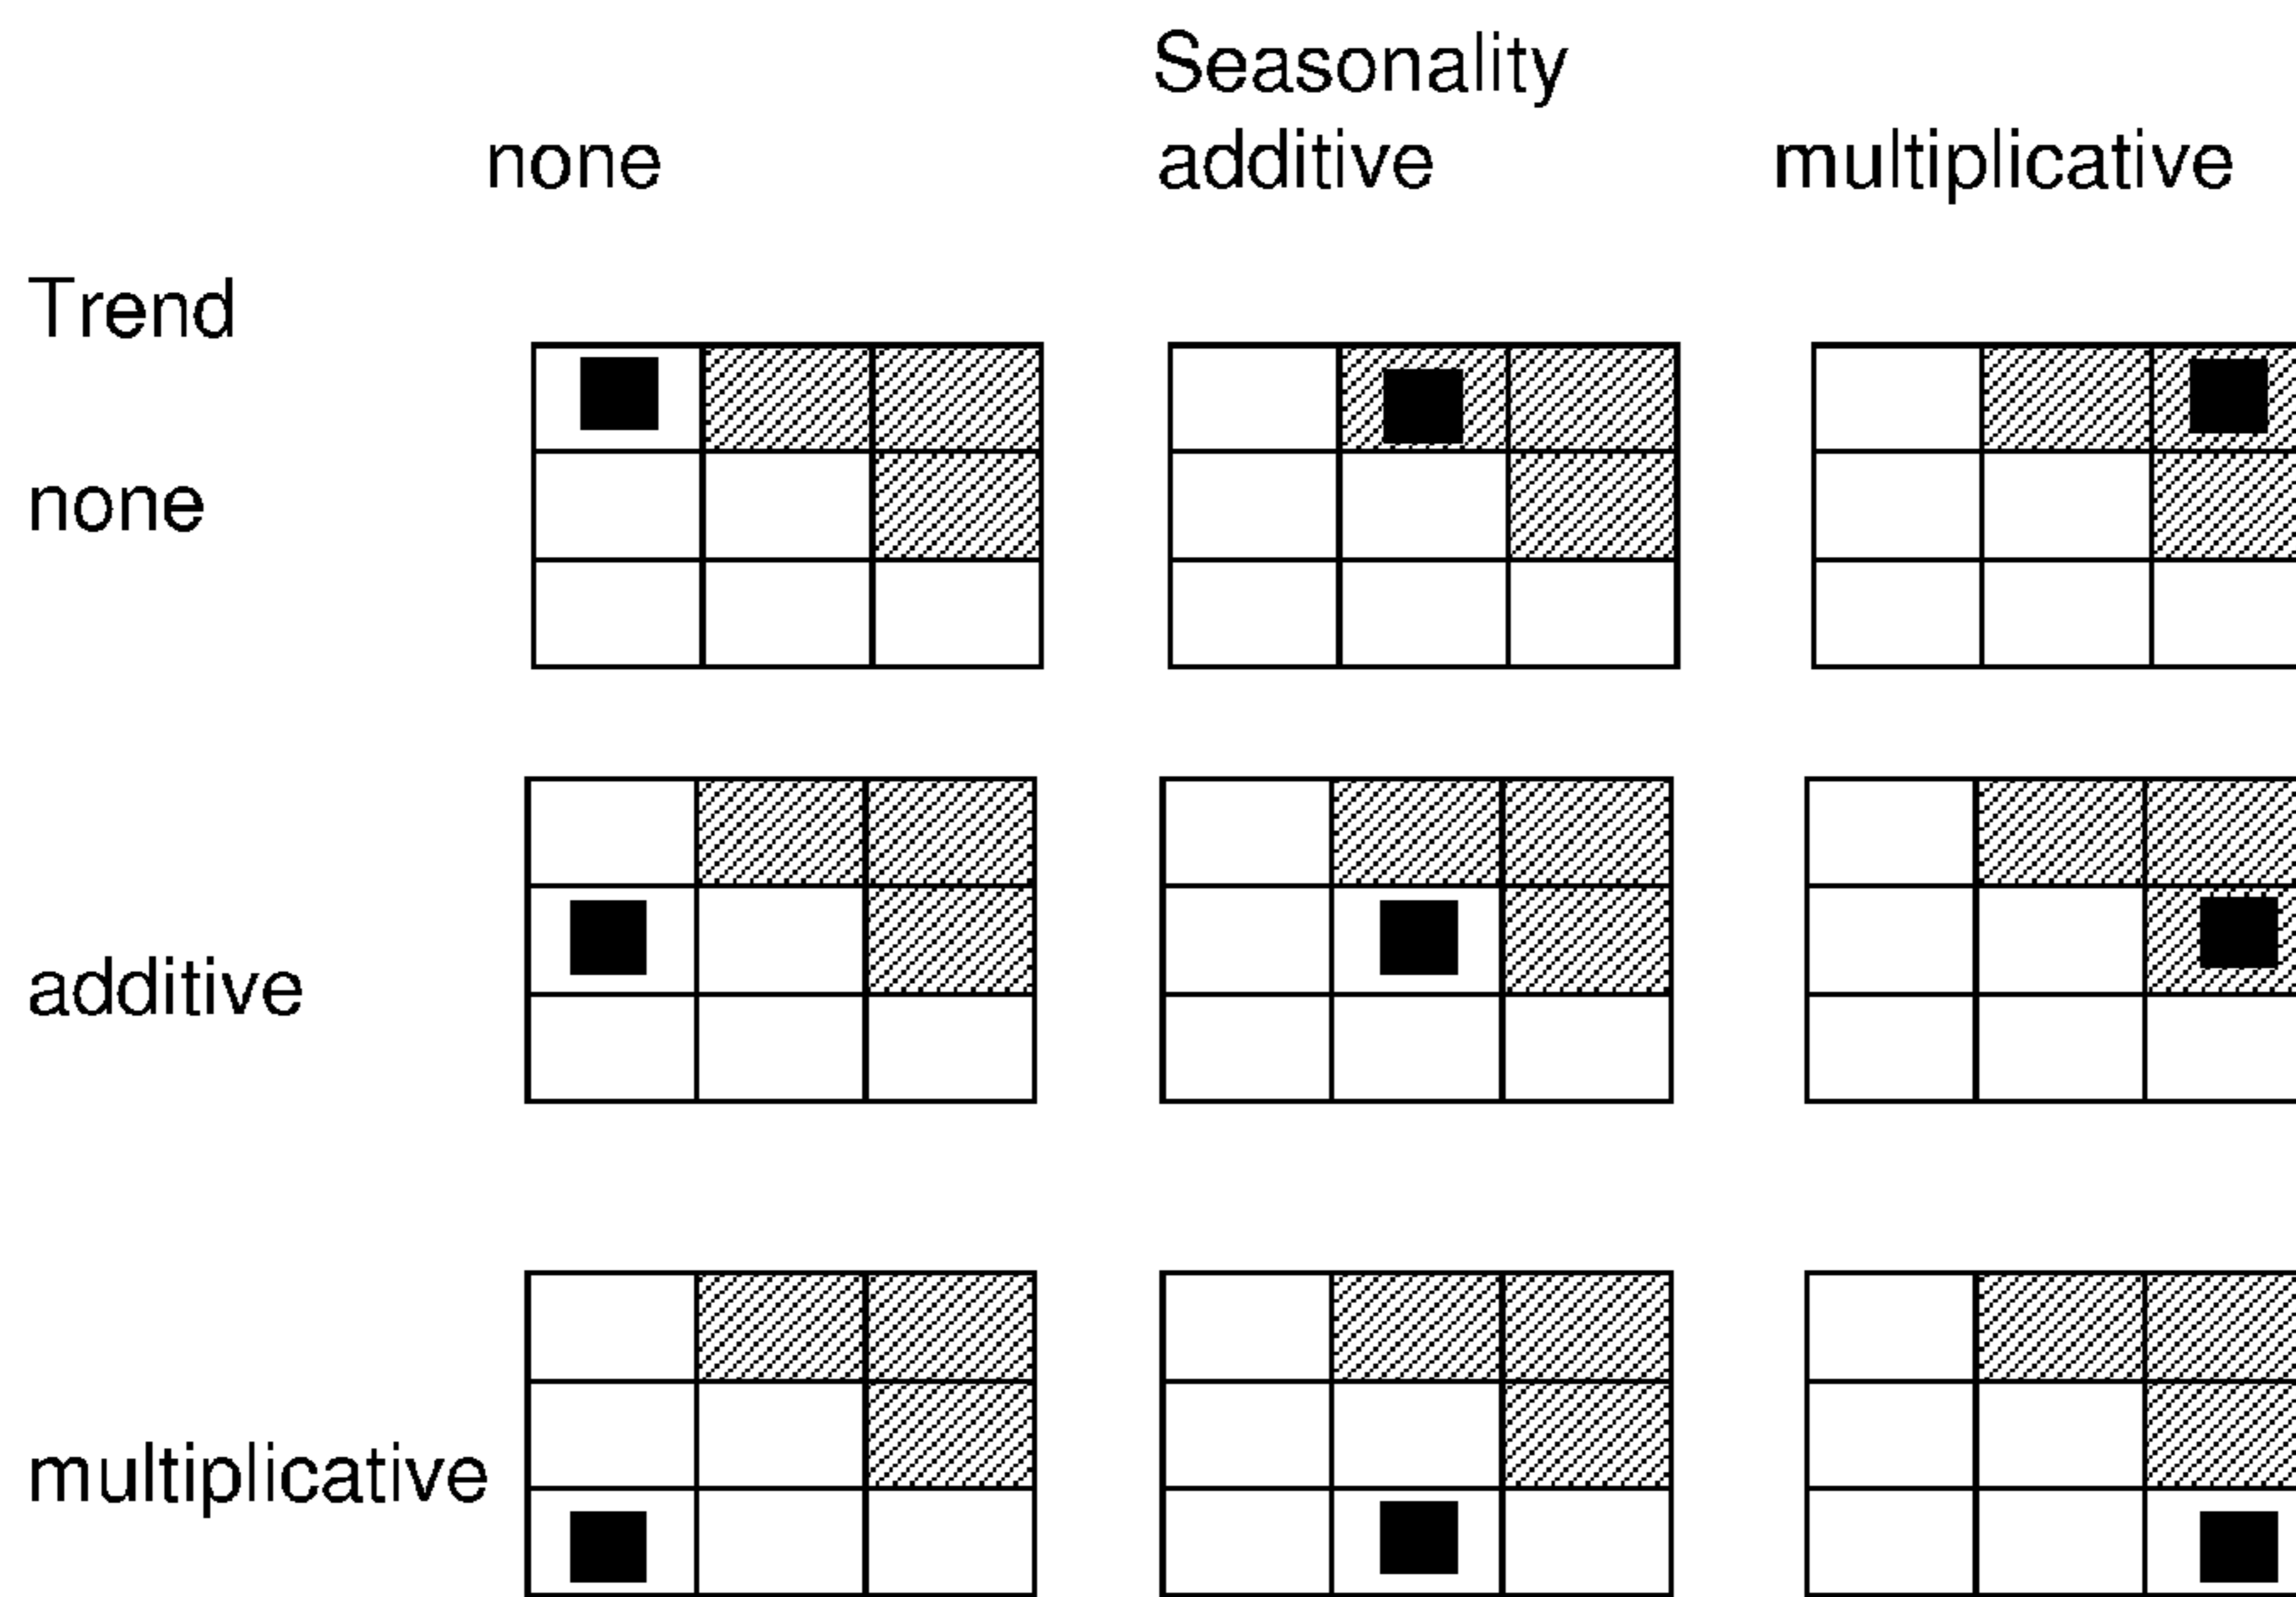 Seasonality
none additive multiplicative
Trend
none
additive
multiplicative